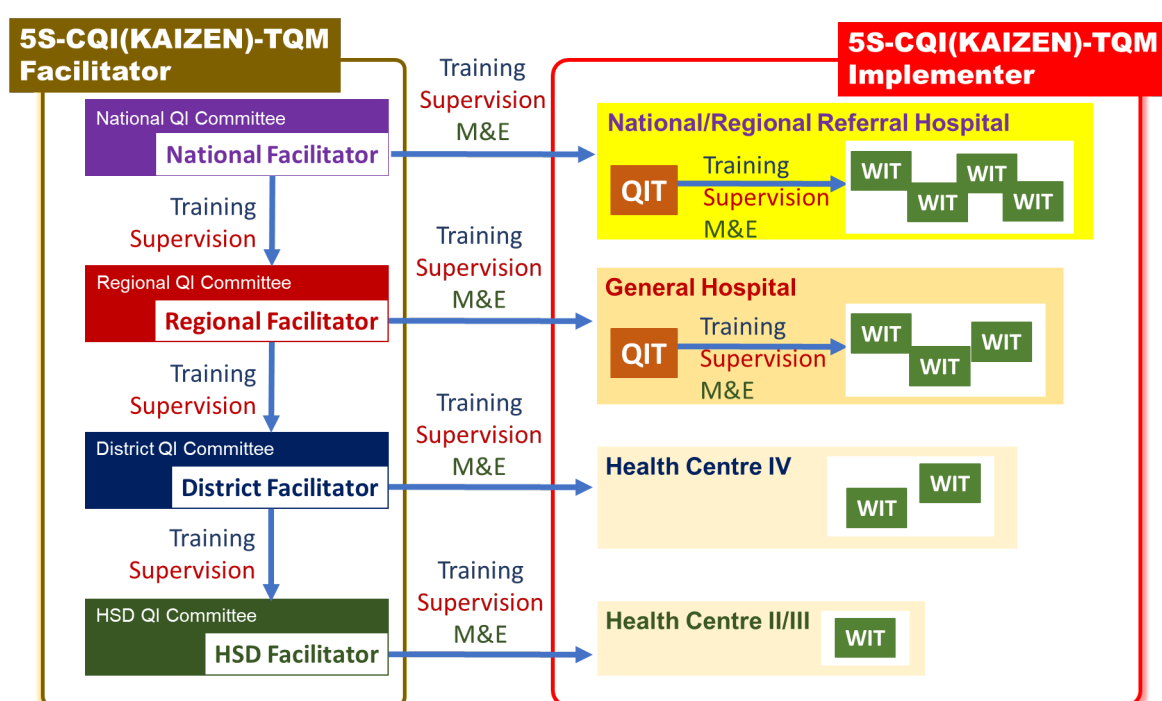 5S-CQI(KAIZEN)-TQM
Facilitator
5S-CQI(KAIZEN)-TQM
Implementer
National QI Committee
National Facilitator
Training
Supervision
M&E
National/Regional Referral Hospital
QIT
Training
Supervision
M&E
WIT
WIT
WIT
WIT
Training
Supervision
Regional QI Committee
Regional Facilitator
Training
Supervision
M&E
General Hospital
QIT
Training
Supervision
M&E
WIT
WIT
WIT
Training
Supervision
District QI Committee
District Facilitator
Training
Supervision
M&E
Health Centre IV
WIT
WIT
Training
Supervision
HSD QI Committee
HSD Facilitator
Training
Supervision
M&E
Health Centre II/III
WIT